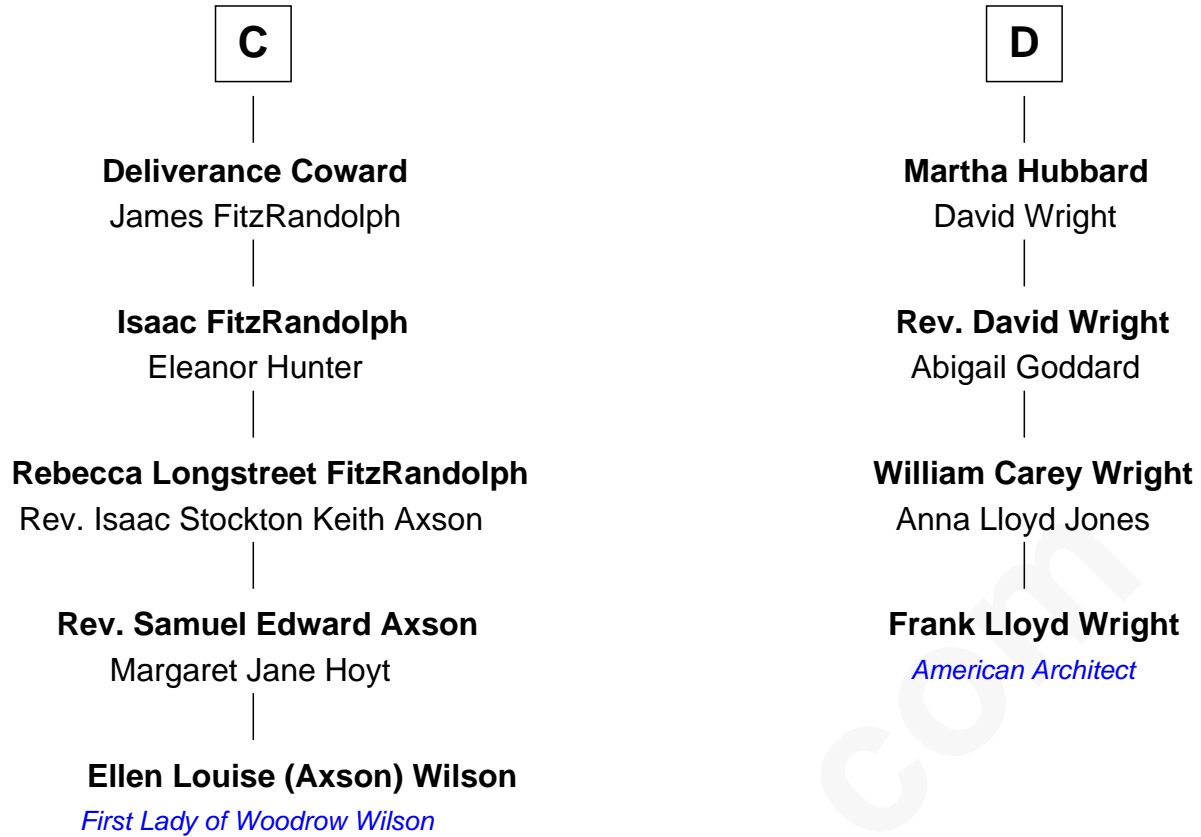 C
Deliverance Coward
James FitzRandolph
Isaac FitzRandolph
Eleanor Hunter
Rebecca Longstreet FitzRandolph
Rev. Isaac Stockton Keith Axson
Rev. Samuel Edward Axson
Margaret Jane Hoyt
Ellen Louise (Axson) Wilson
First Lady of Woodrow Wilson
D
Martha Hubbard
David Wright
Rev. David Wright
Abigail Goddard
William Carey Wright
Anna Lloyd Jones
Frank Lloyd Wright
American Architect
com